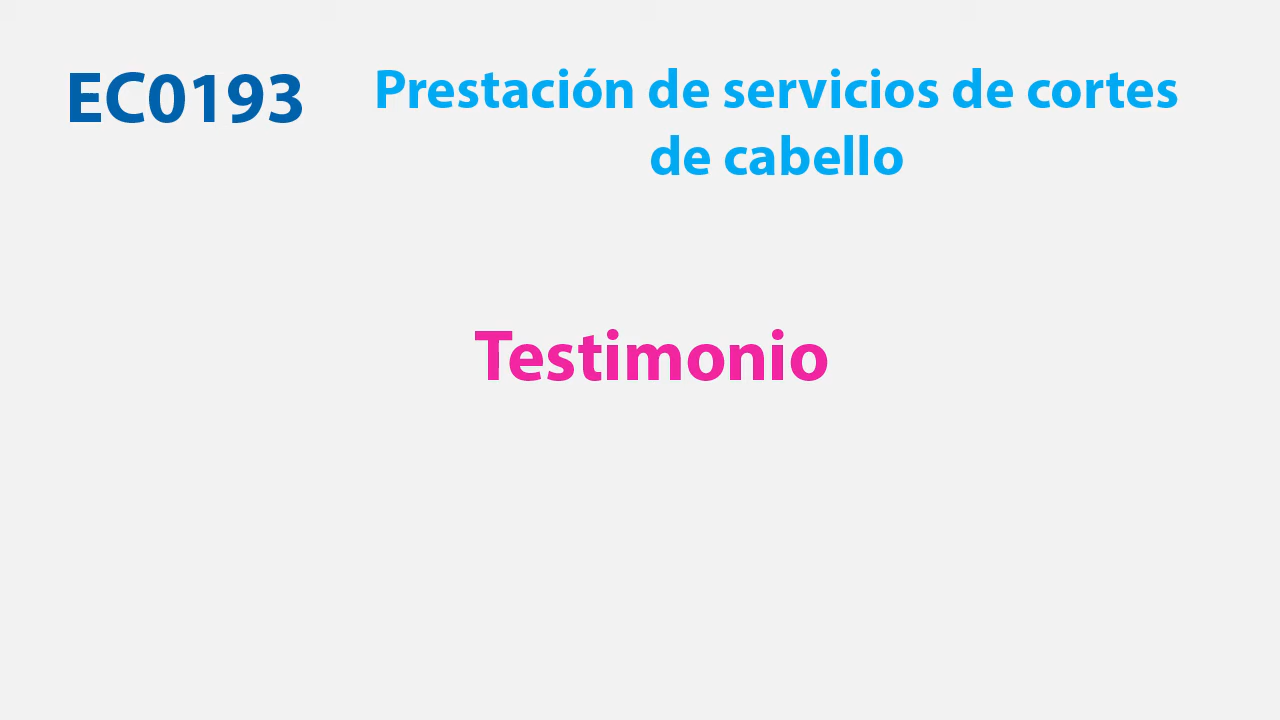 EC0193
Prestación de servicios de cortes
de cabello
Testimonio